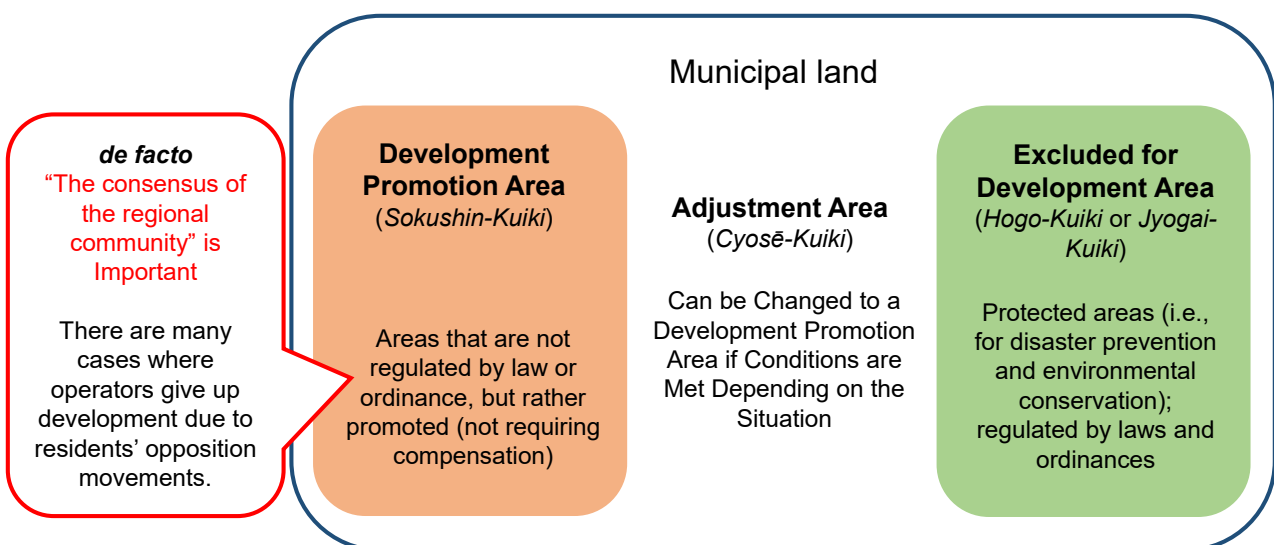 Municipal land
de facto
“The consensus of
the regional
community” is
Important
There are many
cases where
operators give up
development due to
residents’ opposition
movements.
Development
Promotion Area
(Sokushin-Kuiki)
Areas that are not
regulated by law or
ordinance, but rather
promoted (not requiring
compensation)
Adjustment Area
(Cyosē-Kuiki)
Can be Changed to a
Development Promotion
Area if Conditions are
Met Depending on the
Situation
Excluded for
Development Area
(Hogo-Kuiki or Jyogai-
Kuiki)
Protected areas (i.e.,
for disaster prevention
and environmental
conservation);
regulated by laws and
ordinances